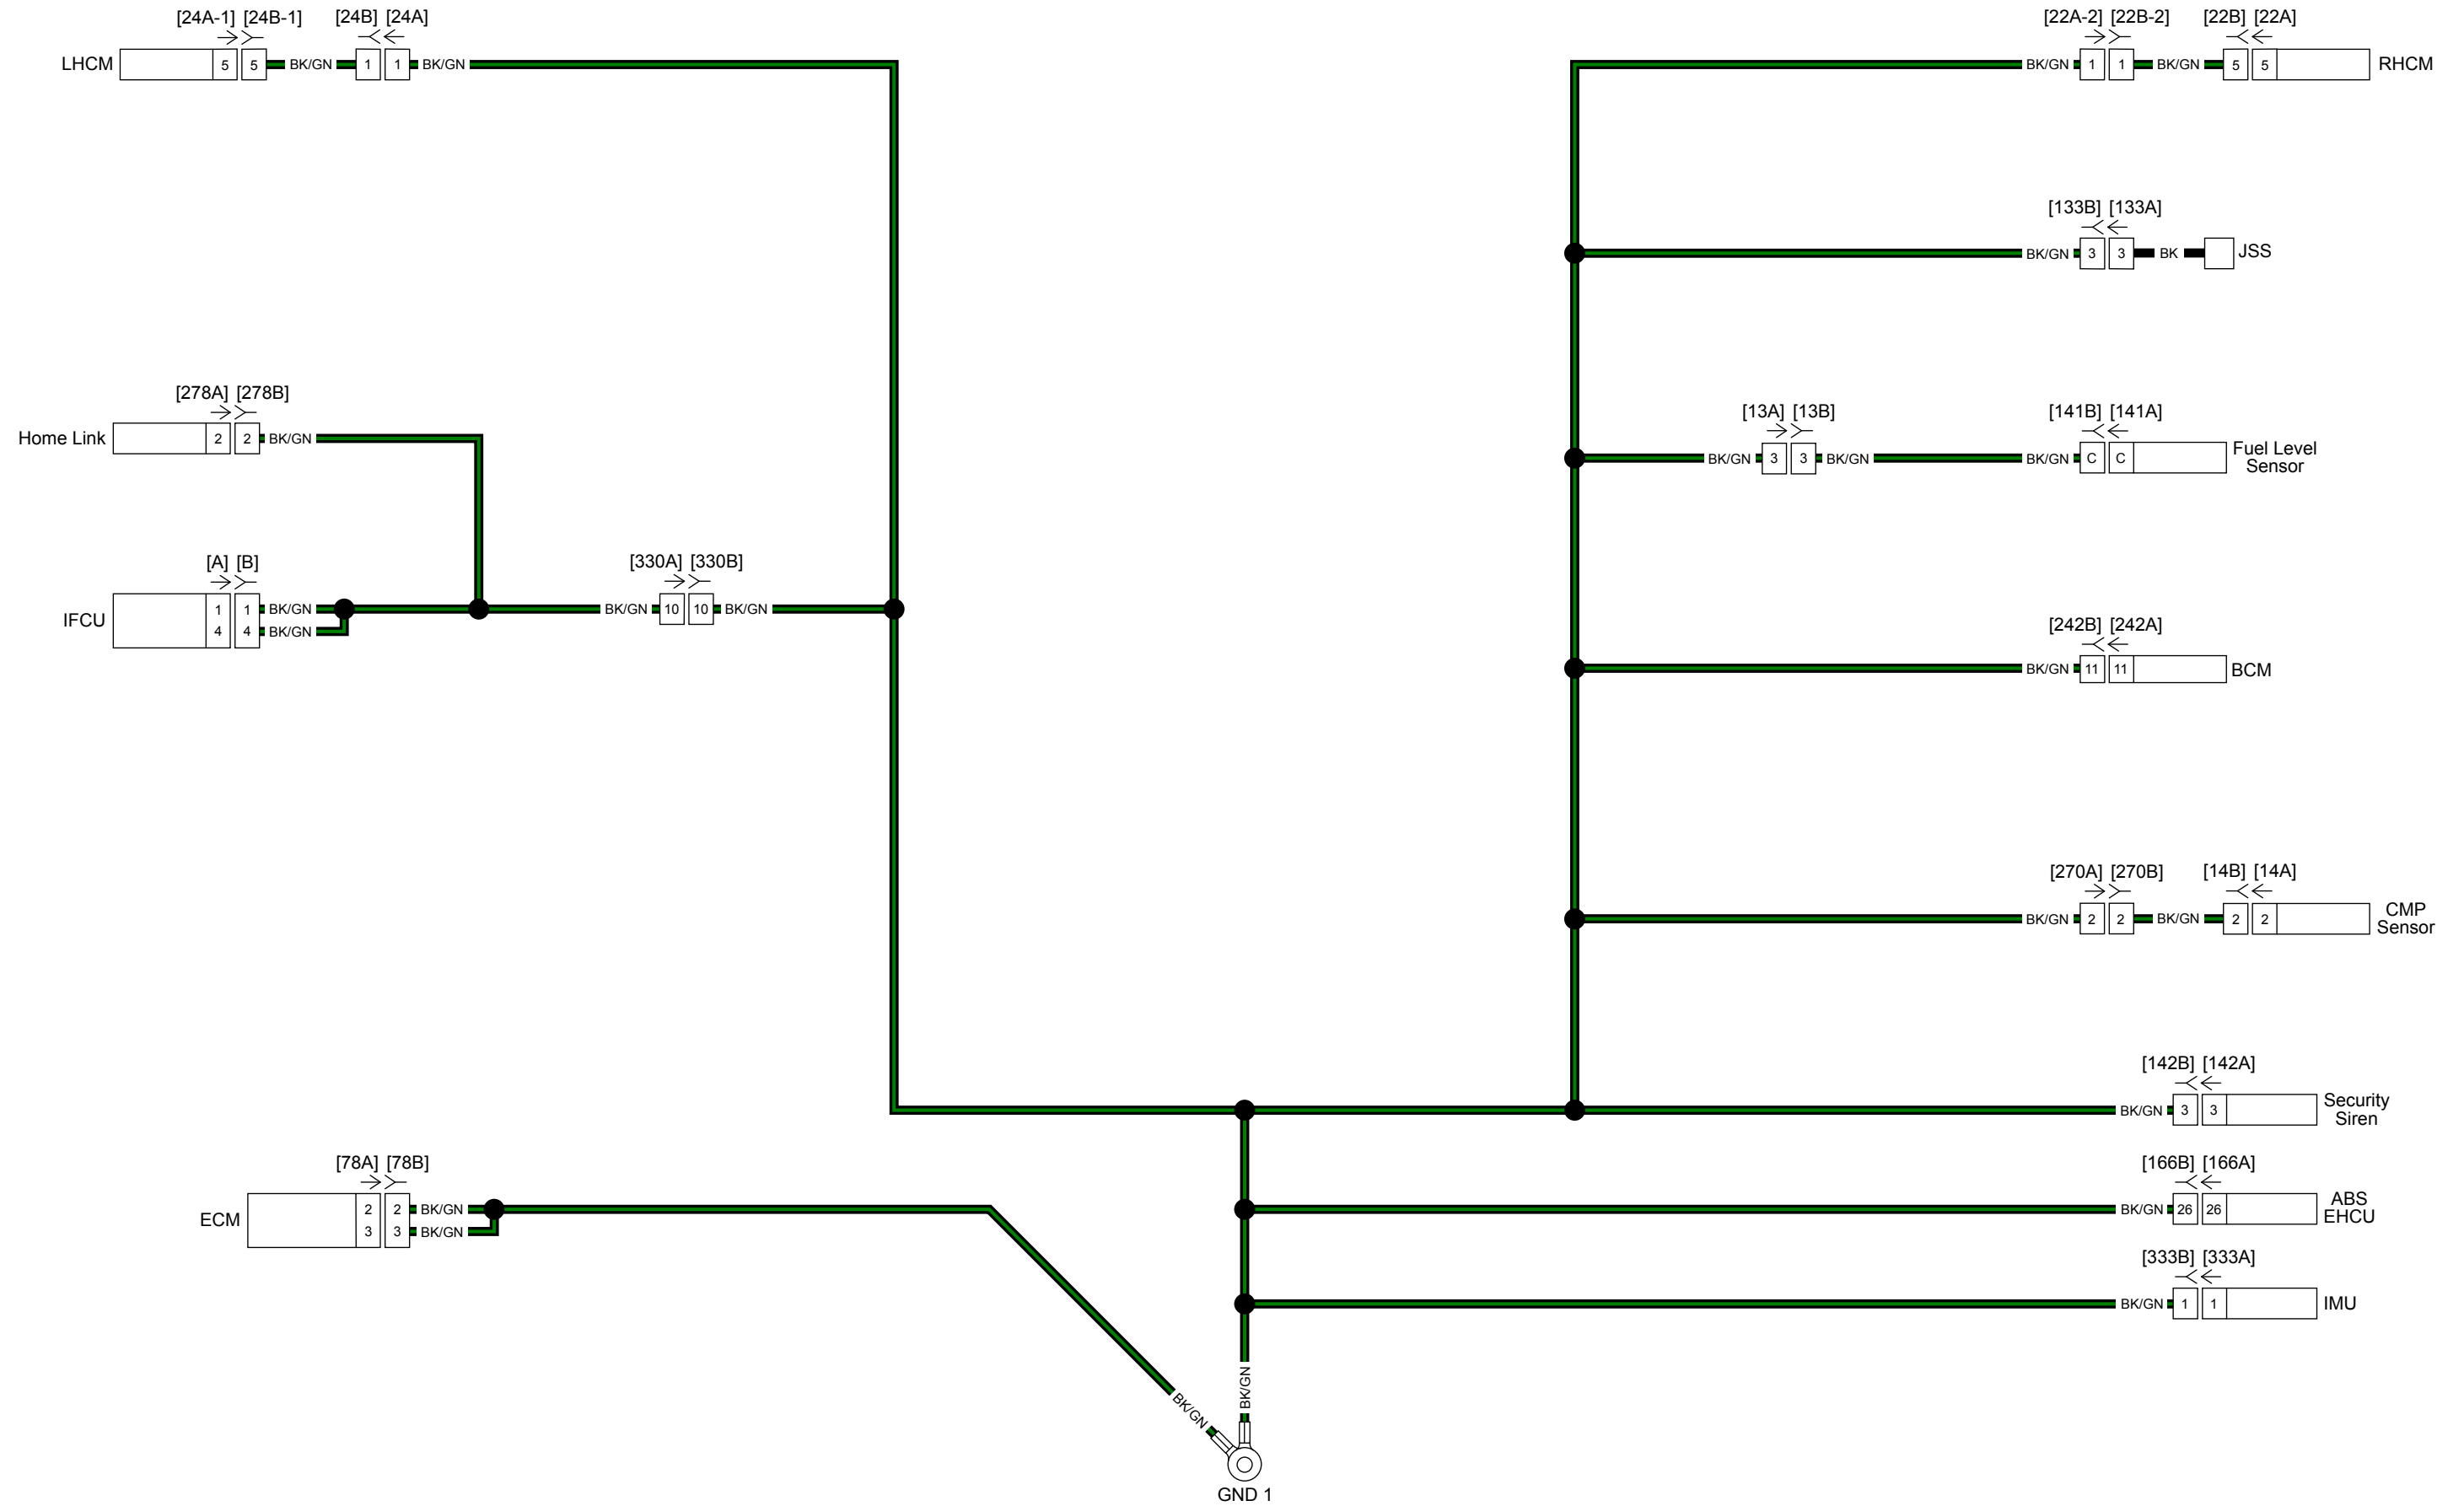 [24A-1] [24B-1] [24B] [24A]
LHCM 5 5 BK/GN 1 1 BK/GN
[22A-2] [22B-2] [22B] [22A]
BK/GN 1 1 BK/GN 5 5 RHCM
[133B] [133A]
BK/GN 3 3 BK JSS
[278A] [278B]
Home Link 2 2 BK/GN
[13A] [13B] [141B] [141A]
BK/GN 3 3 BK/GN BK/GN C C Fuel Level
Sensor
[A] [B] [330A] [330B]
IFCU
1 1 BK/GN BK/GN 10 10 BK/GN
4 4 BK/GN
[242B] [242A]
BK/GN 11 11 BCM
[270A] [270B] [14B] [14A]
BK/GN 2 2 BK/GN 2 2 CMP
Sensor
[142B] [142A]
BK/GN 3 3 Security
Siren
[78A] [78B]
ECM
2 2 BK/GN
3 3 BK/GN
[166B] [166A]
BK/GN 26 26 ABS
EHCU
[333B] [333A]
BK/GN 1 1 IMU
BK/GN BK/GN
GND 1